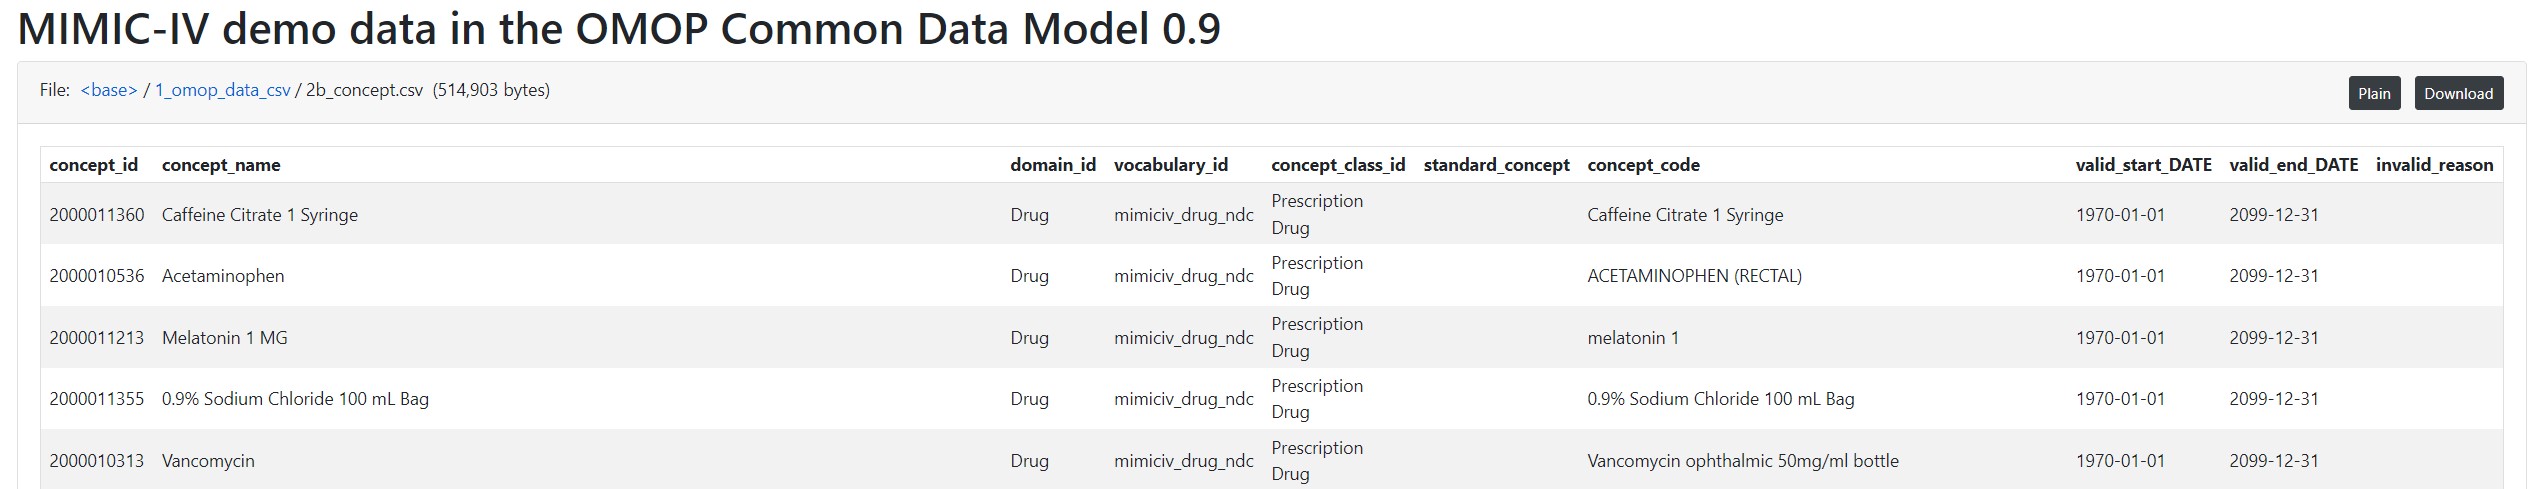 MIMIC-IV demo data in the OMOP Common Data Model 0.9
File: <base> / 1_omop_data_csv / 2b_concept.csv (514,903 bytes) Plain Download
concept_id concept_name domain_id vocabulary_id concept_class_id standard_concept concept_code valid_start_DATE valid_end_DATE invalid_reason
2000011360 Caffeine Citrate 1 Syringe Drug mimiciv_drug_ndc Prescription Drug Caffeine Citrate 1 Syringe 1970-01-01 2099-12-31
2000010536 Acetaminophen Drug mimiciv_drug_ndc Prescription Drug ACETAMINOPHEN (RECTAL) 1970-01-01 2099-12-31
2000011213 Melatonin 1 MG Drug mimiciv_drug_ndc Prescription Drug melatonin 1 1970-01-01 2099-12-31
2000011355 0.9% Sodium Chloride 100 mL Bag Drug mimiciv_drug_ndc Prescription Drug 0.9% Sodium Chloride 100 mL Bag 1970-01-01 2099-12-31
2000010313 Vancomycin Drug mimiciv_drug_ndc Prescription Drug Vancomycin ophthalmic 50mg/ml bottle 1970-01-01 2099-12-31